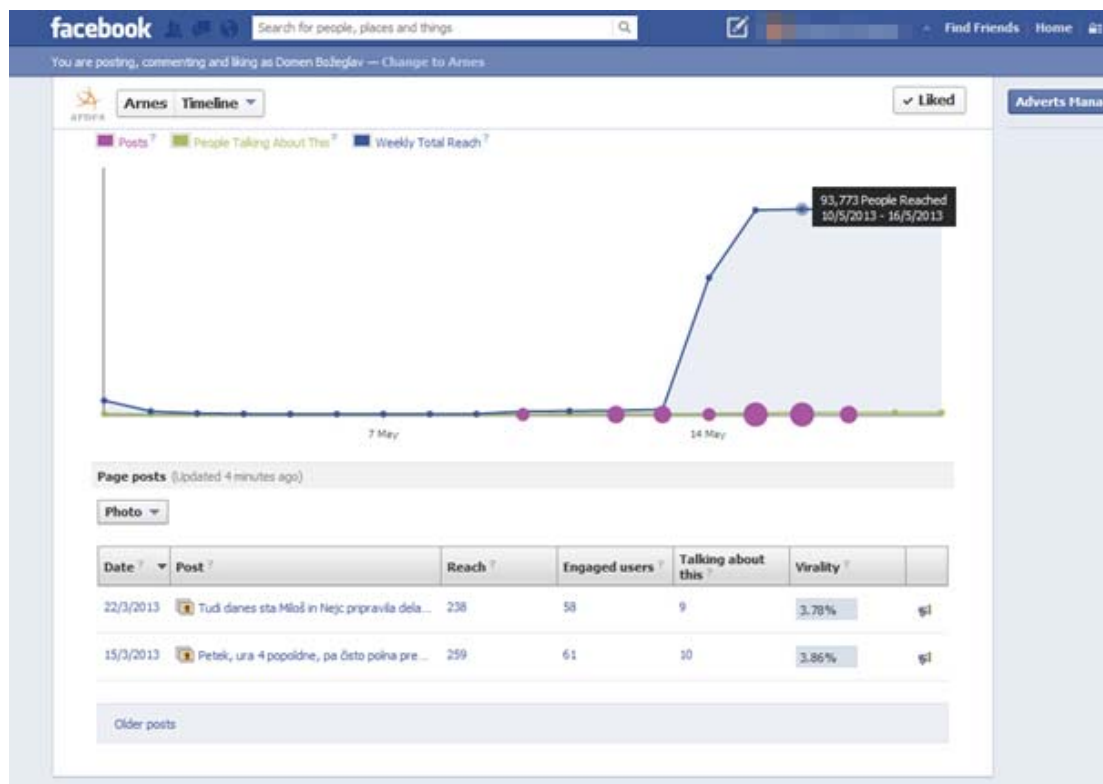 facebook
Search for people, places and things
Find Friends Home
You are posting, commenting and liking as Domen Božeglav — Change to Arnes
arnes
Arnes Timeline
Liked
Adverts Mana
Posts ? People Talking About This ? Weekly Total Reach ?
93,773 People Reached
10/5/2013 - 16/5/2013
7 May
14 May
Page posts (Updated 4 minutes ago)
Photo
Date ? Post ? Reach ? Engaged users ? Talking about this ? Virality ?
22/3/2013 Tudi danes sta Miloš in Nejc pripravila dela... 238 58 9 3.78%
15/3/2013 Petek, ura 4 popoldne, pa čisto polna pre... 259 61 10 3.86%
Older posts